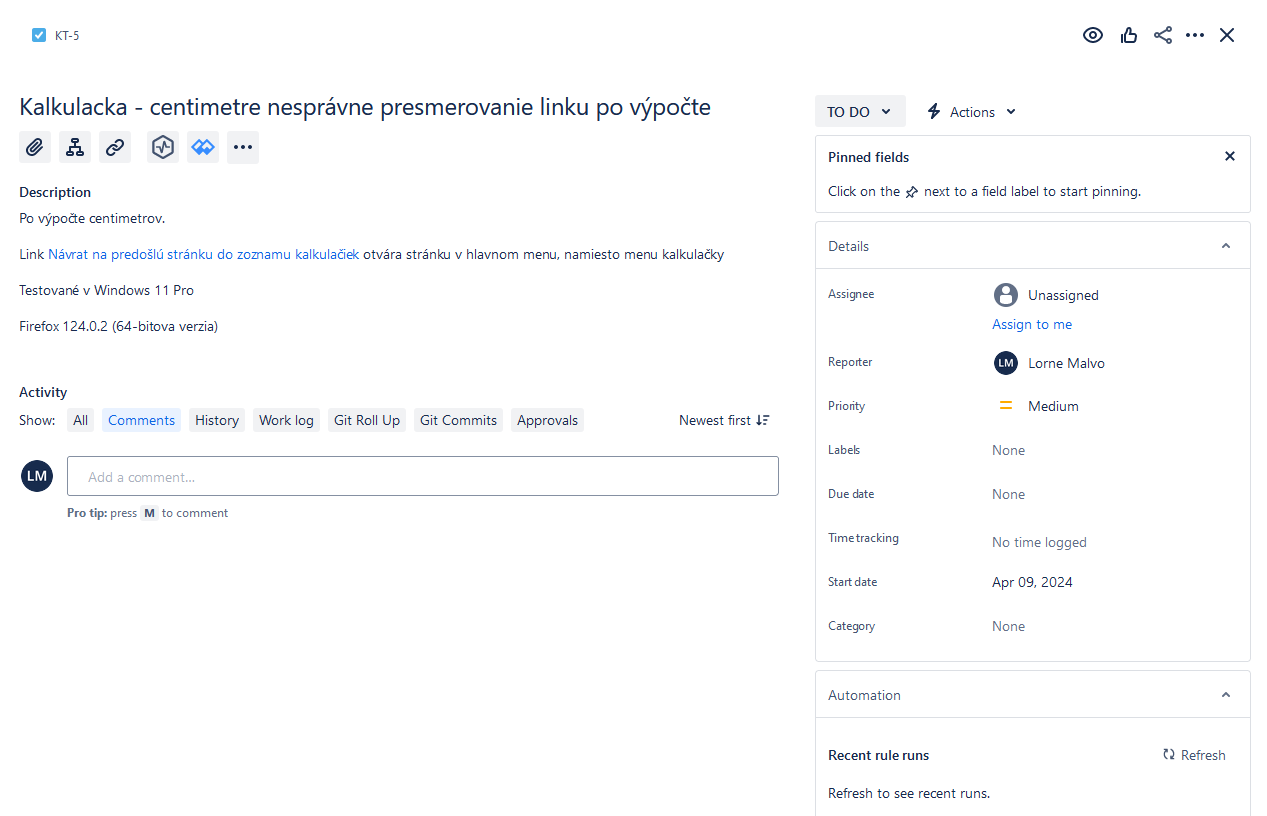 KT-5
Kalkulacka - centimetre nesprávne presmerovanie linku po výpočte
Description
Po výpočte centimetrov.
Link Návrat na predošlú stránku do zoznamu kalkulačiek otvára stránku v hlavnom menu, namiesto menu kalkulačky
Testované v Windows 11 Pro
Firefox 124.0.2 (64-bitova verzia)
Activity
Show: All Comments History Work log Git Roll Up Git Commits Approvals Newest first
LM Add a comment...
Pro tip: press M to comment
TO DO Actions
Pinned fields
Click on the next to a field label to start pinning.
Details
Assignee Unassigned
Assign to me
Reporter LM Lorne Malvo
Priority Medium
Labels None
Due date None
Time tracking No time logged
Start date Apr 09, 2024
Category None
Automation
Recent rule runs Refresh
Refresh to see recent runs.